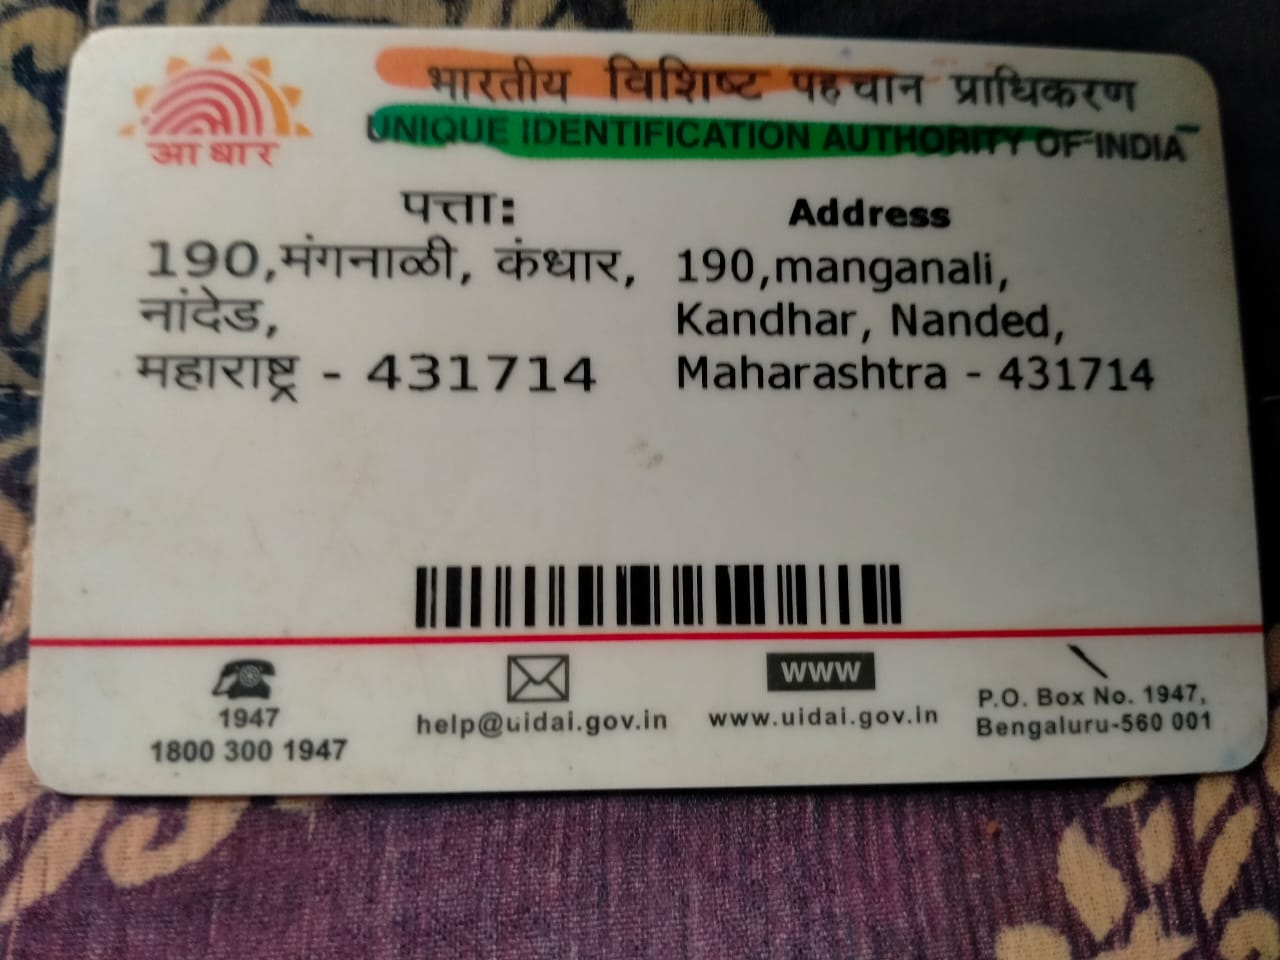 आधार
भारतीय विशिष्ट पहचान प्राधिकरण
UNIQUE IDENTIFICATION AUTHORITY OF INDIA
पत्ता:
190,मंगनाळी, कंधार,
नांदेड,
महाराष्ट्र - 431714
Address
190,manganali,
Kandhar, Nanded,
Maharashtra - 431714
1947
1800 300 1947
help@uidai.gov.in
WWW
www.uidai.gov.in
P.O. Box No. 1947,
Bengaluru-560 001